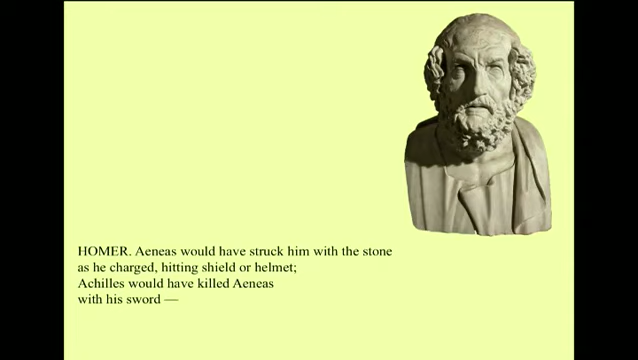 HOMER. Aeneas would have struck him with the stone
as he charged, hitting shield or helmet;
Achilles would have killed Aeneas
with his sword —